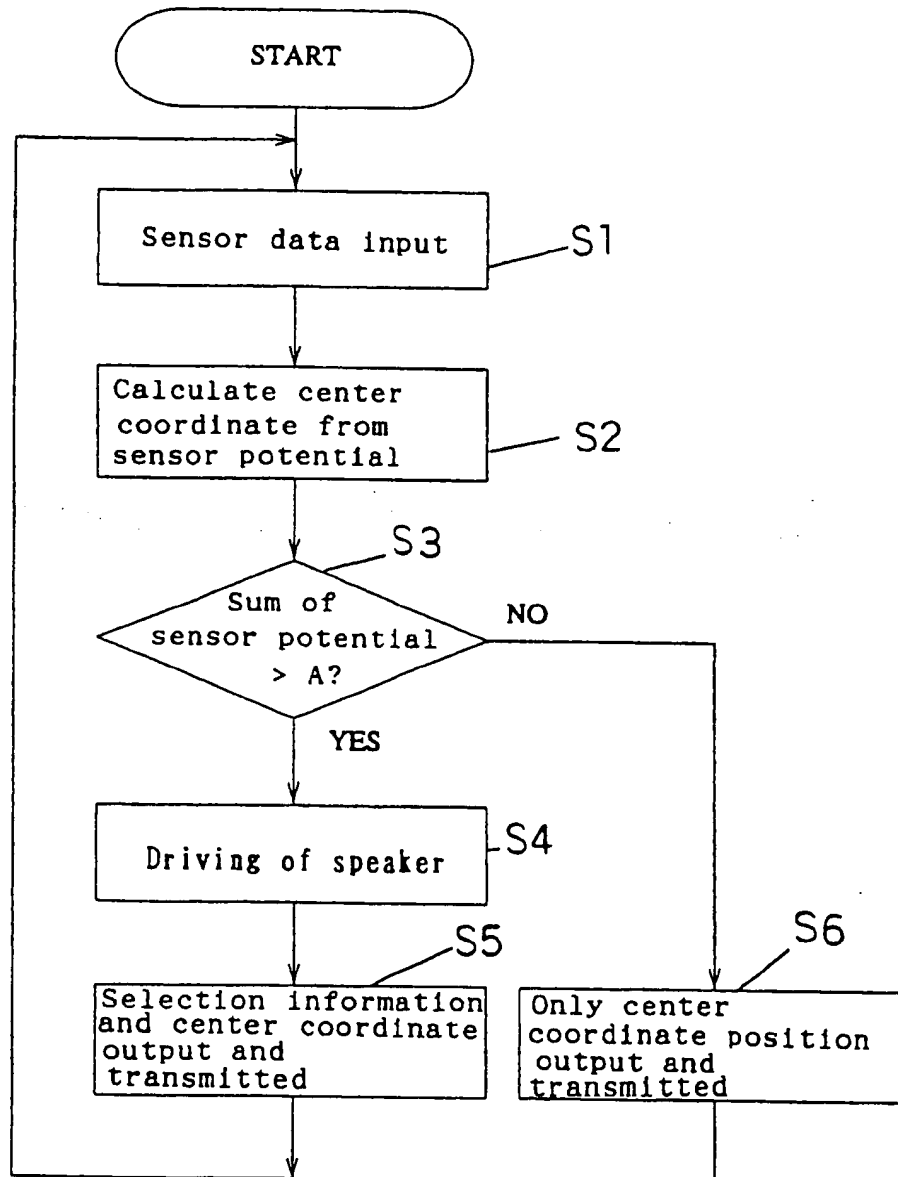 START
Sensor data input
S1
Calculate center
coordinate from
sensor potential
S2
S3
Sum of
sensor potential
> A?
NO
YES
Driving of speaker
S4
S5
Selection information
and center coordinate
output and
transmitted
S6
Only center
coordinate position
output and
transmitted